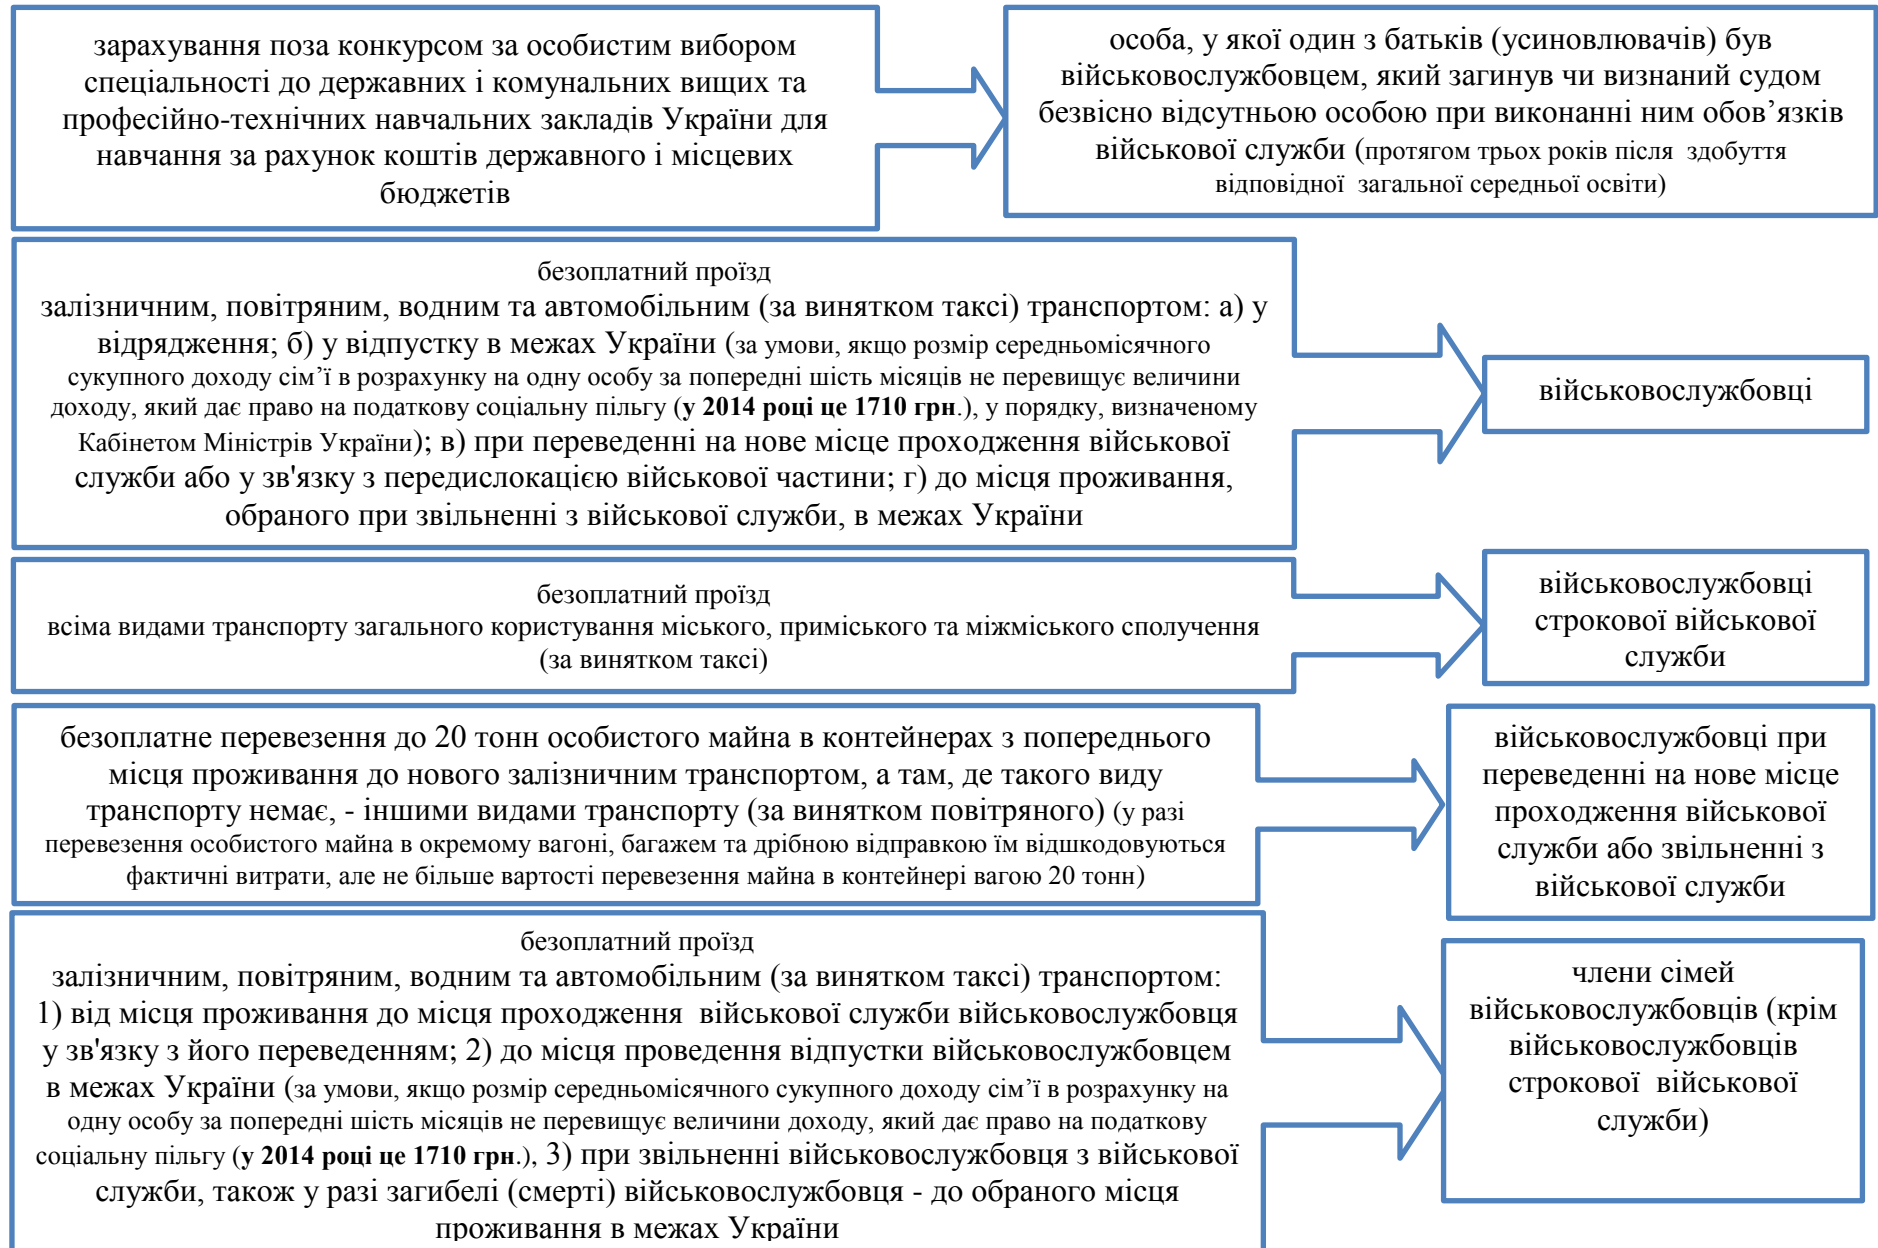 зарахування поза конкурсом за особистим вибором
спеціальності до державних і комунальних вищих та
професійно-технічних навчальних закладів України для
навчання за рахунок коштів державного і місцевих
бюджетів
особа, у якої один з батьків (усиновлювачів) був
військовослужбовцем, який загинув чи визнаний судом
безвісно відсутньою особою при виконанні ним обов’язків
військової служби (протягом трьох років після здобуття
відповідної загальної середньої освіти)
безоплатний проїзд
залізничним, повітряним, водним та автомобільним (за винятком таксі) транспортом: а) у
відрядження; б) у відпустку в межах України (за умови, якщо розмір середньомісячного
сукупного доходу сім’ї в розрахунку на одну особу за попередні шість місяців не перевищує величини
доходу, який дає право на податкову соціальну пільгу (у 2014 році це 1710 грн.), у порядку, визначеному
Кабінетом Міністрів України); в) при переведенні на нове місце проходження військової
служби або у зв'язку з передислокацією військової частини; г) до місця проживання,
обраного при звільненні з військової служби, в межах України
військовослужбовці
безоплатний проїзд
всіма видами транспорту загального користування міського, приміського та міжміського сполучення
(за винятком таксі)
військовослужбовці
строкової військової
служби
безоплатне перевезення до 20 тонн особистого майна в контейнерах з попереднього
місця проживання до нового залізничним транспортом, а там, де такого виду
транспорту немає, - іншими видами транспорту (за винятком повітряного) (у разі
перевезення особистого майна в окремому вагоні, багажем та дрібною відправкою їм відшкодовуються
фактичні витрати, але не більше вартості перевезення майна в контейнері вагою 20 тонн)
військовослужбовці при
переведенні на нове місце
проходження військової
служби або звільненні з
військової служби
безоплатний проїзд
залізничним, повітряним, водним та автомобільним (за винятком таксі) транспортом:
1) від місця проживання до місця проходження військової служби військовослужбовця
у зв'язку з його переведенням; 2) до місця проведення відпустки військовослужбовцем
в межах України (за умови, якщо розмір середньомісячного сукупного доходу сім’ї в розрахунку на
одну особу за попередні шість місяців не перевищує величини доходу, який дає право на податкову
соціальну пільгу (у 2014 році це 1710 грн.), 3) при звільненні військовослужбовця з військової
служби, також у разі загибелі (смерті) військовослужбовця - до обраного місця
проживання в межах України
члени сімей
військовослужбовців (крім
військовослужбовців
строкової військової
служби)